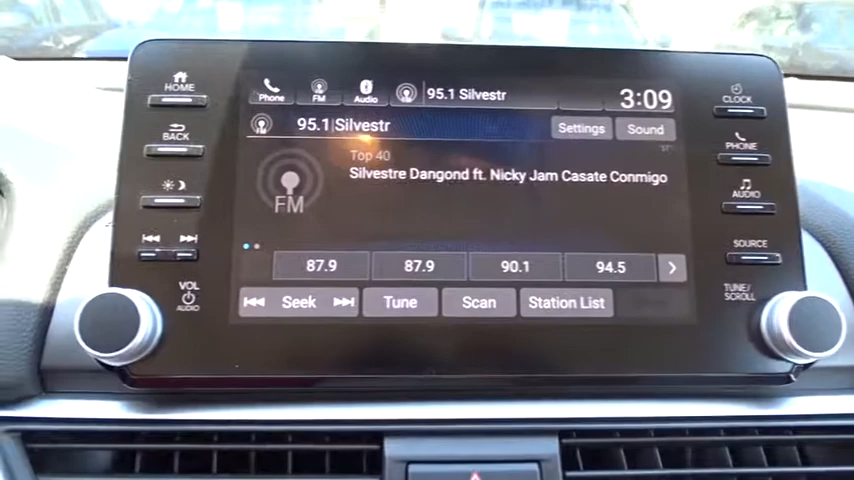 HOME
BACK
VOL
AUDIO
Phone FM Audio 95.1 Silvestr 3:09
95.1 Silvestr Settings Sound
Top 40
Silvestre Dangond ft. Nicky Jam Casate Conmigo
FM
87.9 87.9 90.1 94.5
Seek Tune Scan Station List
CLOCK
PHONE
AUDIO
SOURCE
TUNE/
SCROLL